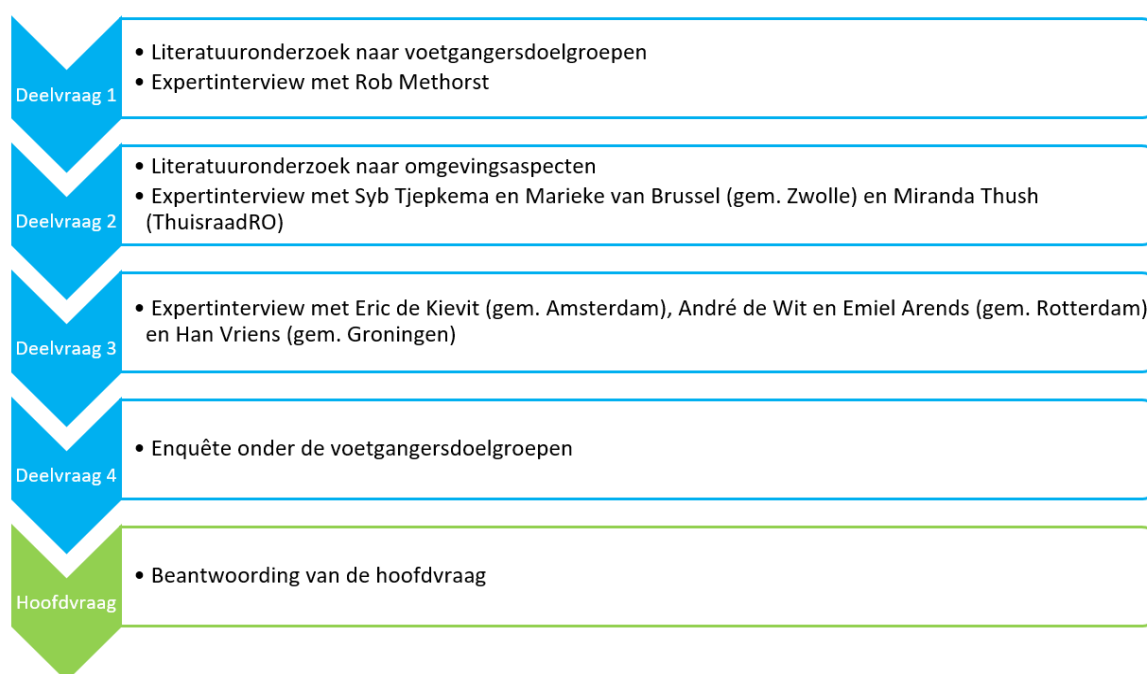 Deelvraag 1
• Literatuuronderzoek naar voetgangersdoelgroepen
• Expertinterview met Rob Methorst
Deelvraag 2
• Literatuuronderzoek naar omgevingsaspecten
• Expertinterview met Syb Tjepkema en Marieke van Brussel (gem. Zwolle) en Miranda Thush
(ThuisraadRO)
Deelvraag 3
• Expertinterview met Eric de Kievit (gem. Amsterdam), André de Wit en Emiel Arends (gem. Rotterdam)
en Han Vriens (gem. Groningen)
Deelvraag 4
• Enquête onder de voetgangersdoelgroepen
Hoofdvraag
• Beantwoording van de hoofdvraag